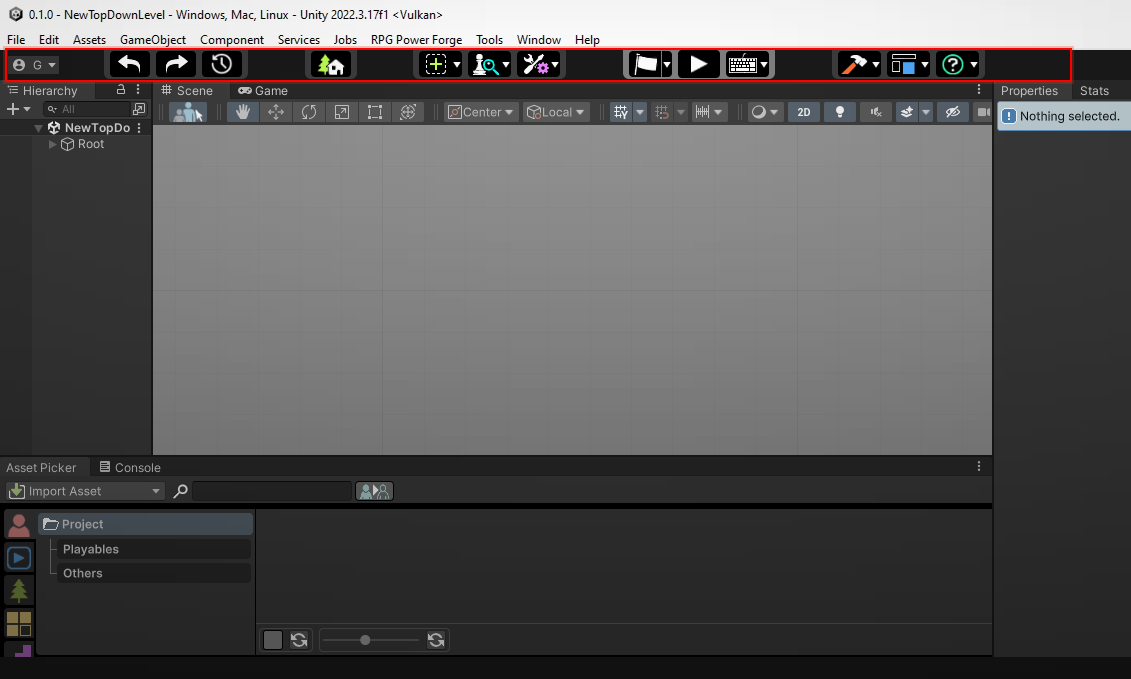 0.1.0 - NewTopDownLevel - Windows, Mac, Linux - Unity 2022.3.17f1 <Vulkan>
File Edit Assets GameObject Component Services Jobs RPG Power Forge Tools Window Help
G
Hierarchy Scene Game Properties Stats
All Center Local 2D Nothing selected.
NewTopDo
Root
Asset Picker Console
Import Asset
Project
Playables
Others